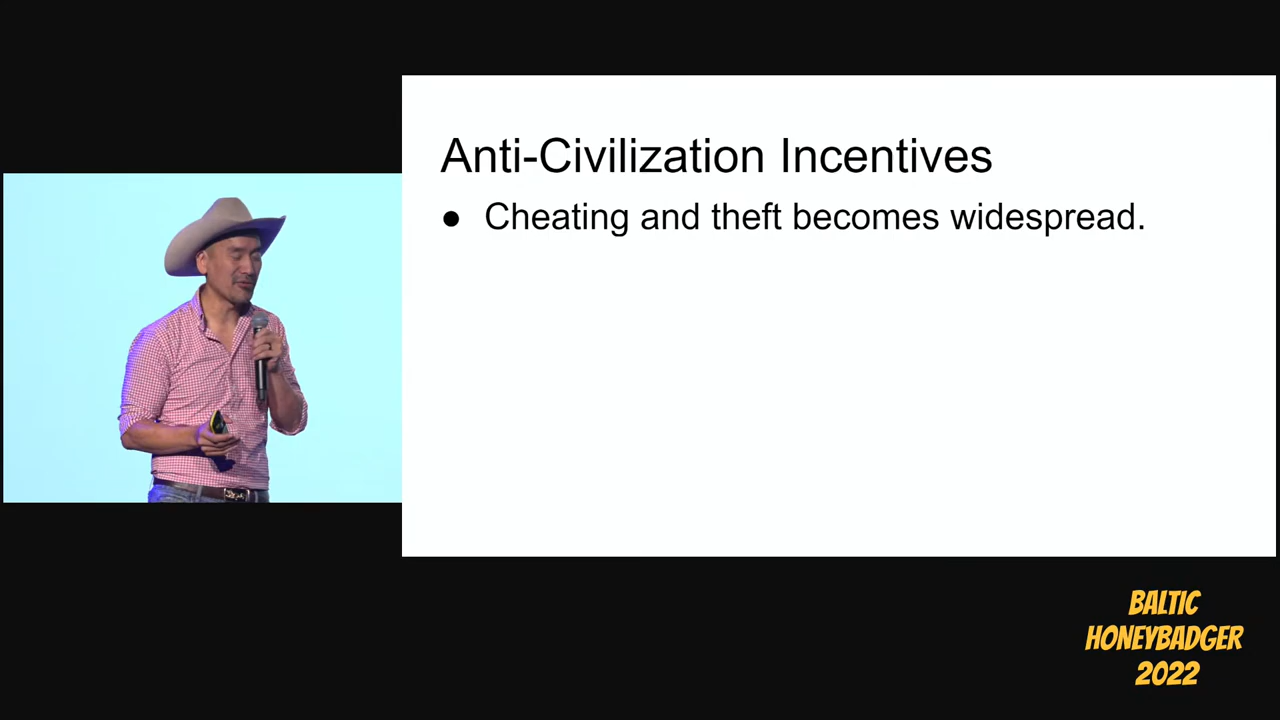 Anti-Civilization Incentives
● Cheating and theft becomes widespread.
BALTIC
HONEYBADGER
2022